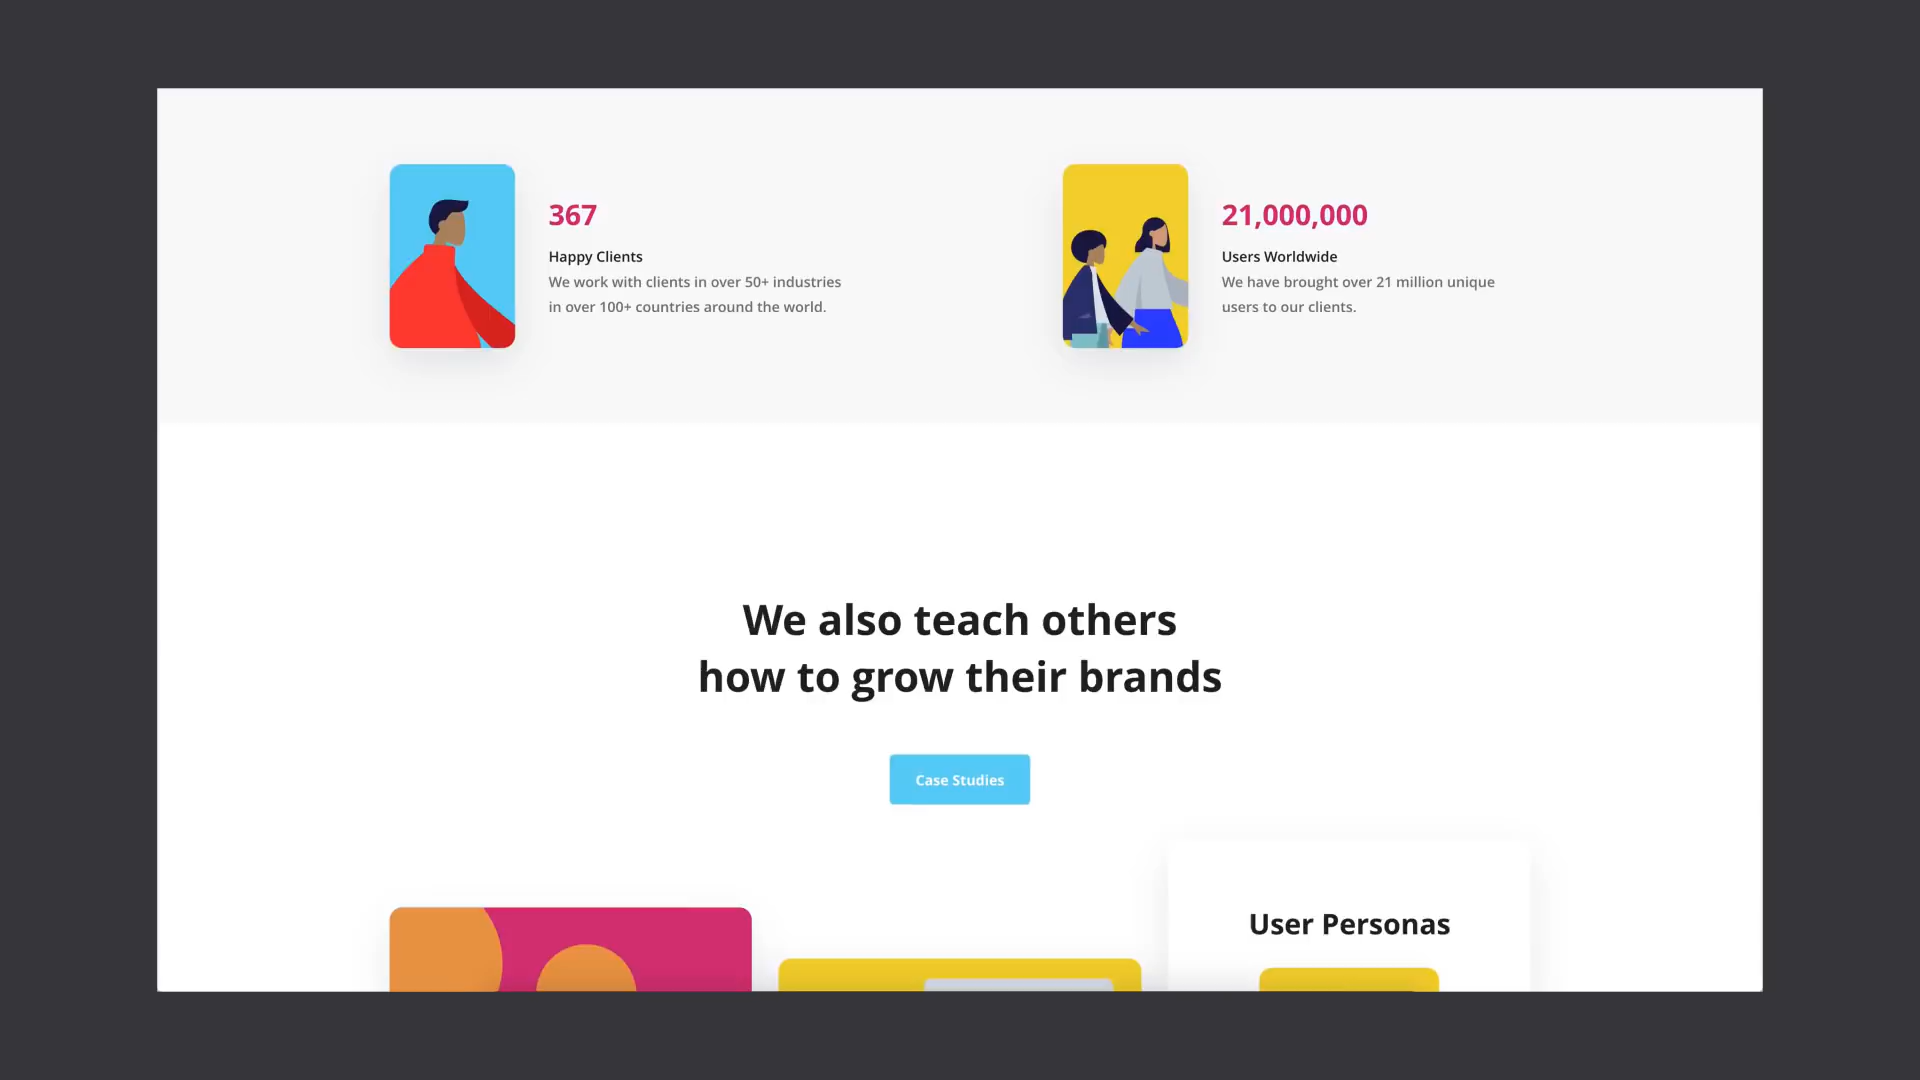 367
Happy Clients
We work with clients in over 50+ industries
in over 100+ countries around the world.
21,000,000
Users Worldwide
We have brought over 21 million unique
users to our clients.
We also teach others
how to grow their brands
Case Studies
User Personas